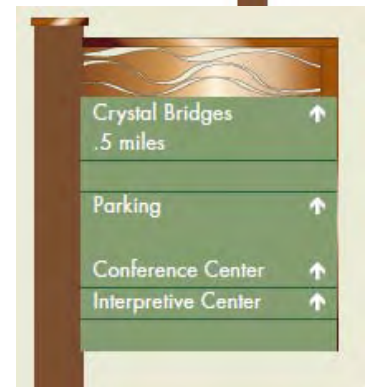 Crystal Bridges ↑
.5 miles
Parking ↑
Conference Center ↑
Interpretive Center ↑